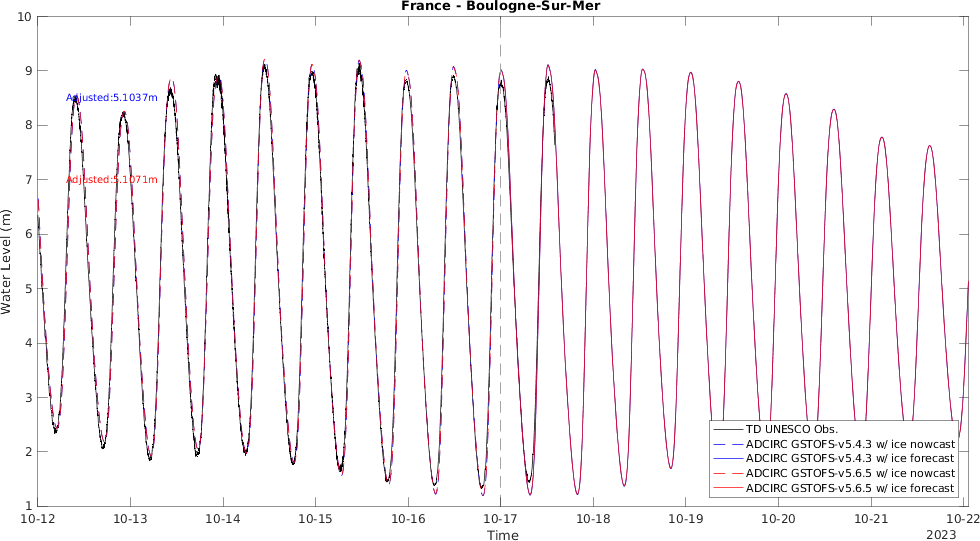 France - Boulogne-Sur-Mer
10
9
8
7
6
5
4
3
2
1
Water Level (m)
Adjusted:5.1037m
Adjusted:5.1071m
TD UNESCO Obs.
ADCIRC GSTOFS-v5.4.3 w/ ice nowcast
ADCIRC GSTOFS-v5.4.3 w/ ice forecast
ADCIRC GSTOFS-v5.6.5 w/ ice nowcast
ADCIRC GSTOFS-v5.6.5 w/ ice forecast
10-12 10-13 10-14 10-15 10-16 10-17 10-18 10-19 10-20 10-21 10-22
Time
2023